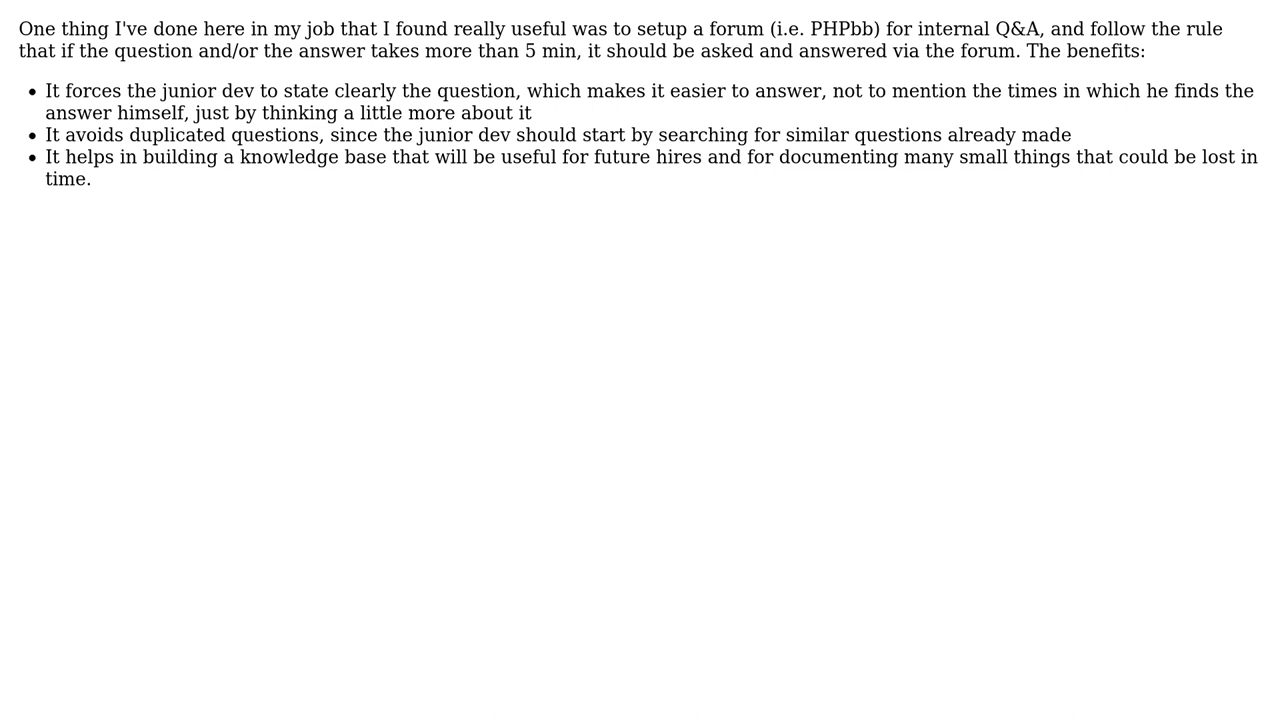 One thing I've done here in my job that I found really useful was to setup a forum (i.e. PHPbb) for internal Q&A, and follow the rule
that if the question and/or the answer takes more than 5 min, it should be asked and answered via the forum. The benefits:
• It forces the junior dev to state clearly the question, which makes it easier to answer, not to mention the times in which he finds the
answer himself, just by thinking a little more about it
• It avoids duplicated questions, since the junior dev should start by searching for similar questions already made
• It helps in building a knowledge base that will be useful for future hires and for documenting many small things that could be lost in
time.